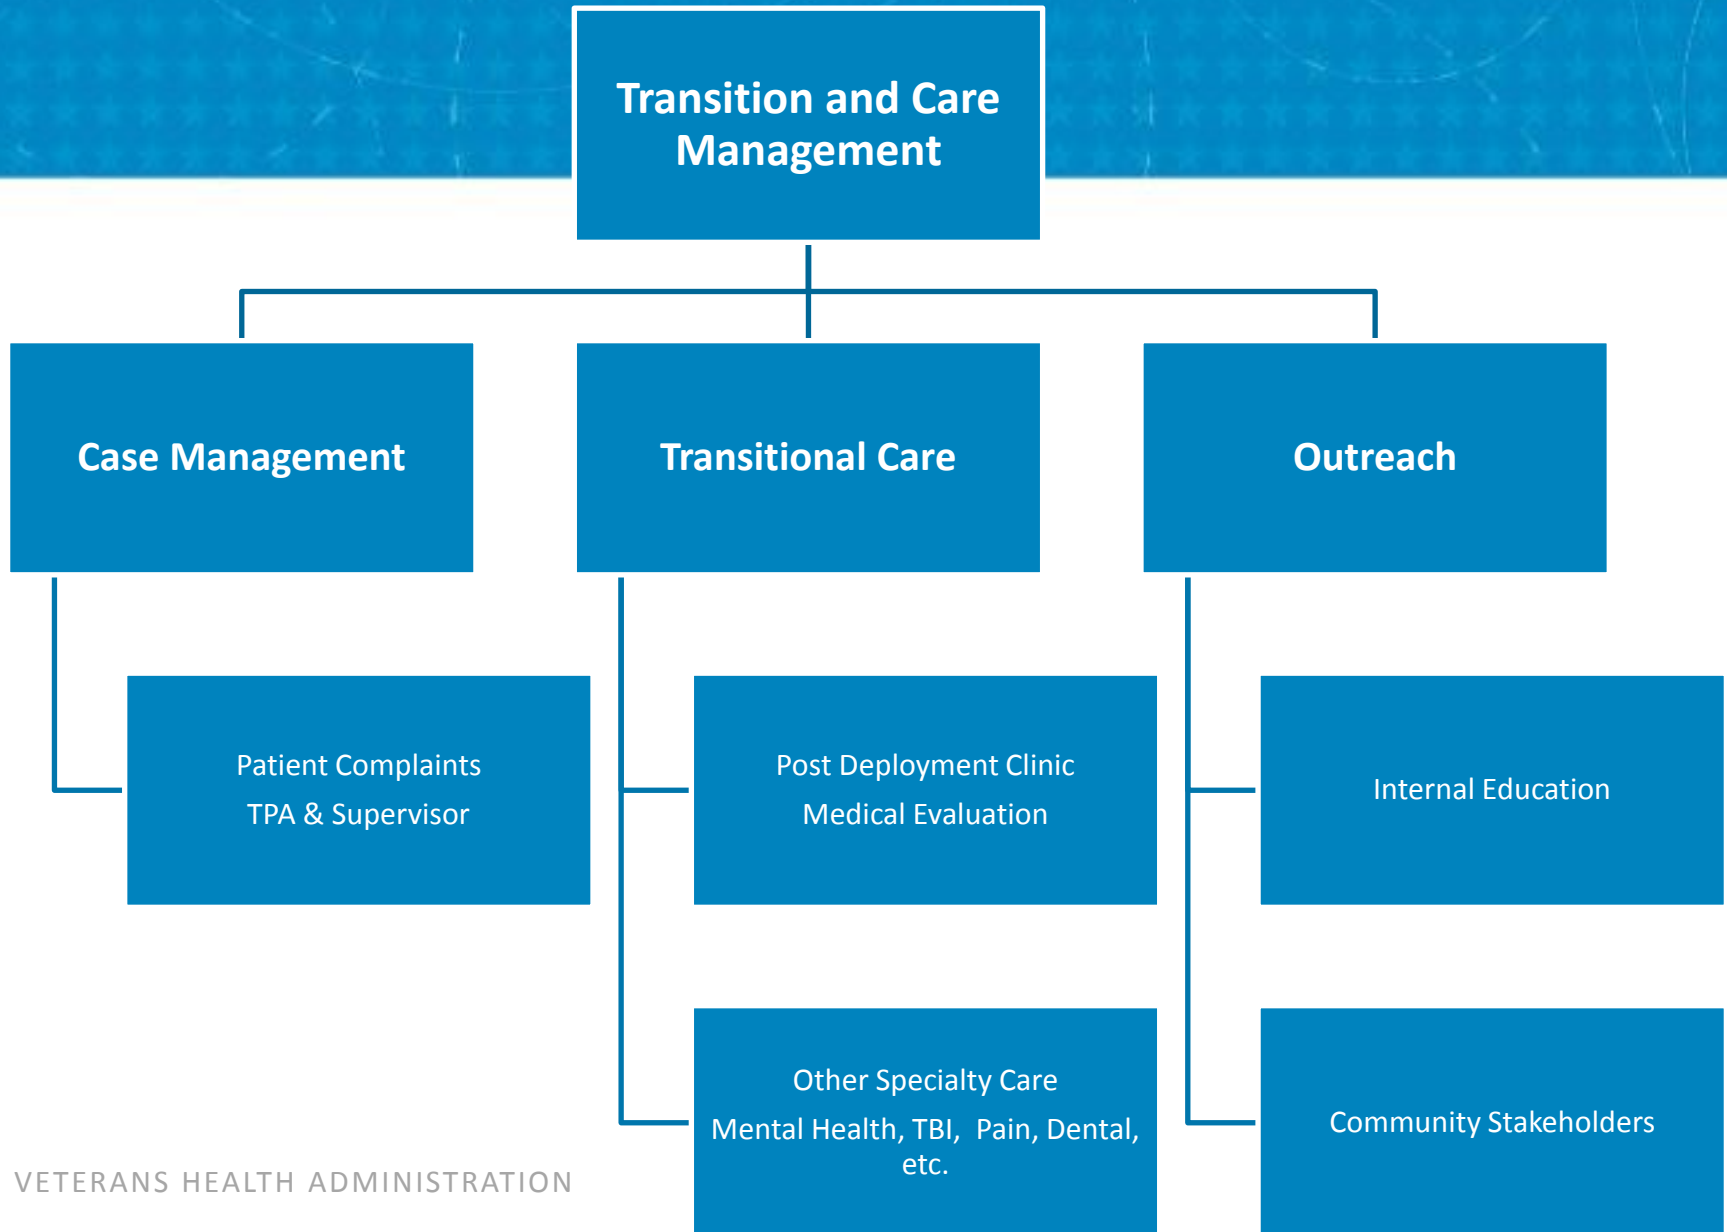 Transition and Care
Management
Case Management
Transitional Care
Outreach
Patient Complaints
TPA & Supervisor
Post Deployment Clinic
Medical Evaluation
Internal Education
Other Specialty Care
Mental Health, TBI,  Pain, Dental,
etc.
Community Stakeholders
VETERANS HEALTH ADMINISTRATION